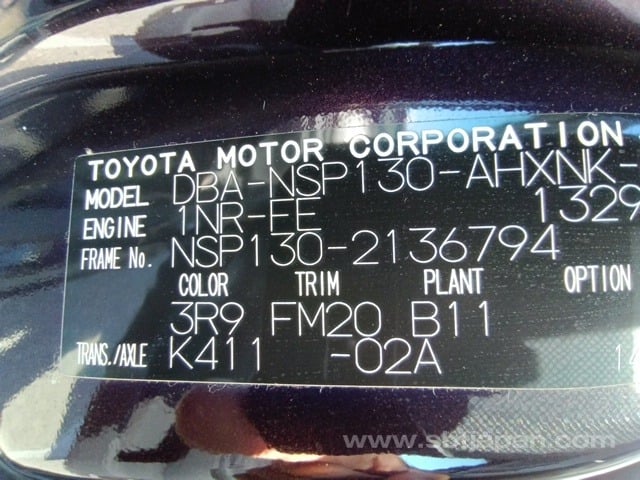 TOYOTA MOTOR CORPORATION
MODEL DBA-NSP130-AHXNK-
ENGINE 1NR-FE 1329
FRAME No. NSP130-2136794
COLOR TRIM PLANT OPTION
3R9 FM20 B11
TRANS./AXLE K411 -02A
www.sbtjapan.com